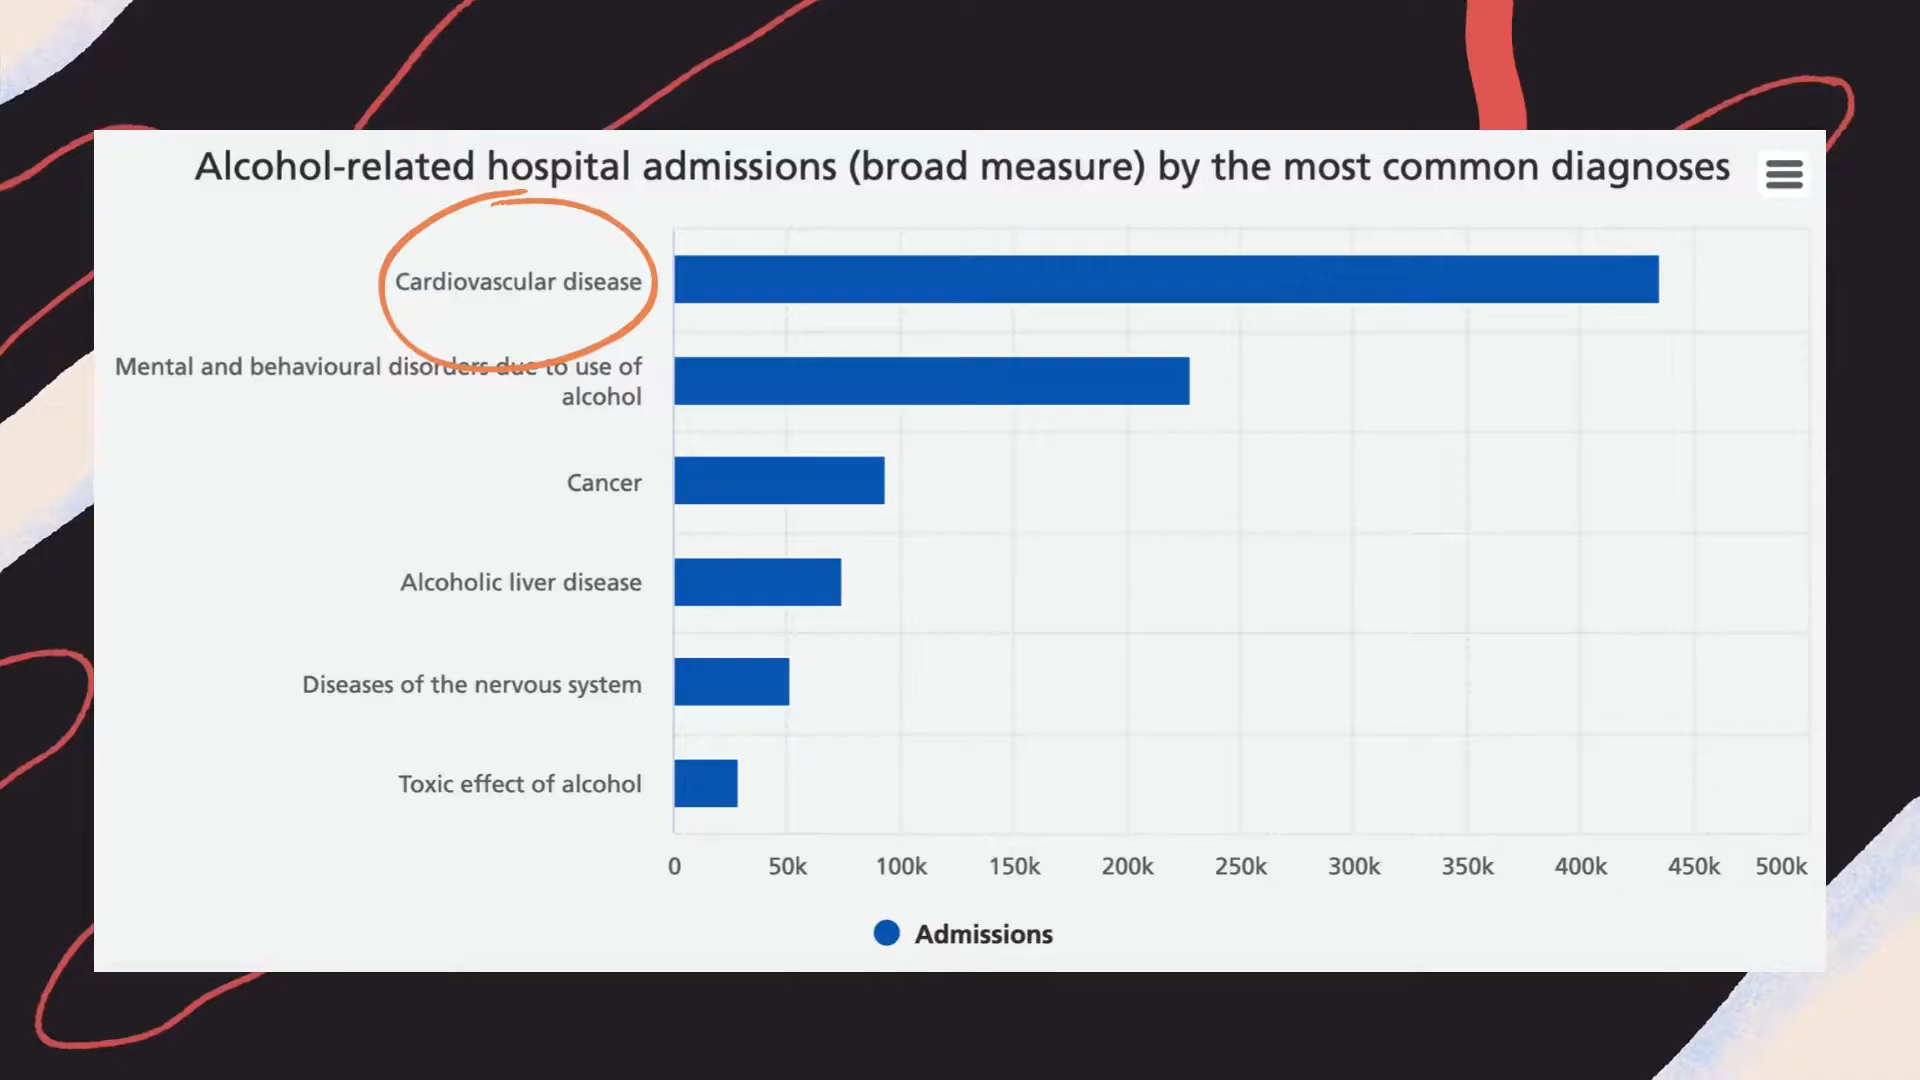 Alcohol-related hospital admissions (broad measure) by the most common diagnoses
Cardiovascular disease
Mental and behavioural disorders due to use of
alcohol
Cancer
Alcoholic liver disease
Diseases of the nervous system
Toxic effect of alcohol
0 50k 100k 150k 200k 250k 300k 350k 400k 450k 500k
Admissions